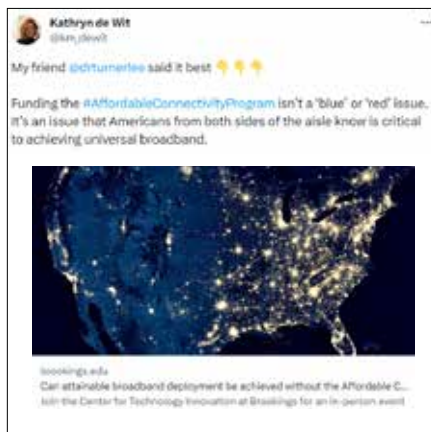 Kathryn de Wit
@km_dewit
My friend @drturnerlee said it best 👇👇👇
Funding the #AffordableConnectivityProgram isn't a 'blue' or 'red' issue.
It's an issue that Americans from both sides of the aisle know is critical
to achieving universal broadband.
brookings.edu
Can attainable broadband deployment be achieved without the Affordable C...
Join the Center for Technology Innovation at Brookings for an in-person event